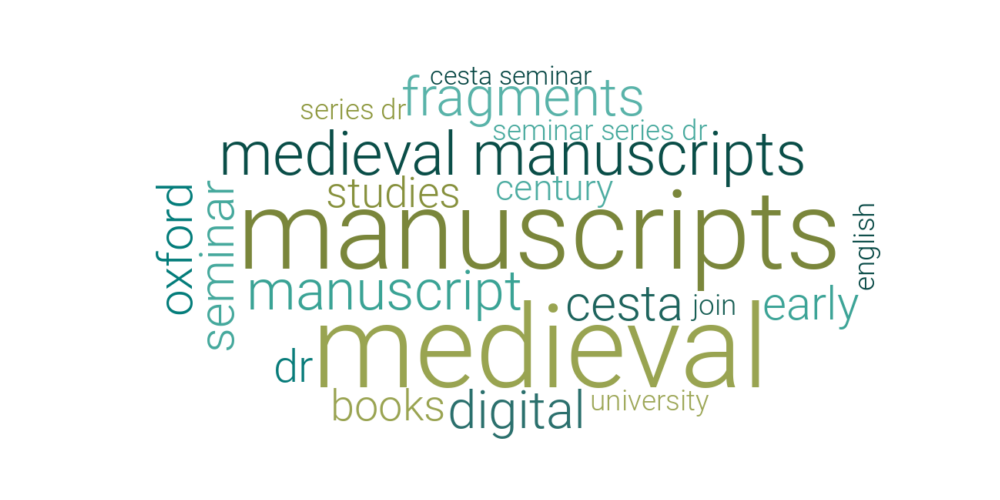 cesta seminar
fragments
series dr
seminar series dr
medieval manuscripts
studies
century
oxford
seminar
manuscripts
english
manuscript
cesta
join
early
medieval
dr
books
digital
university